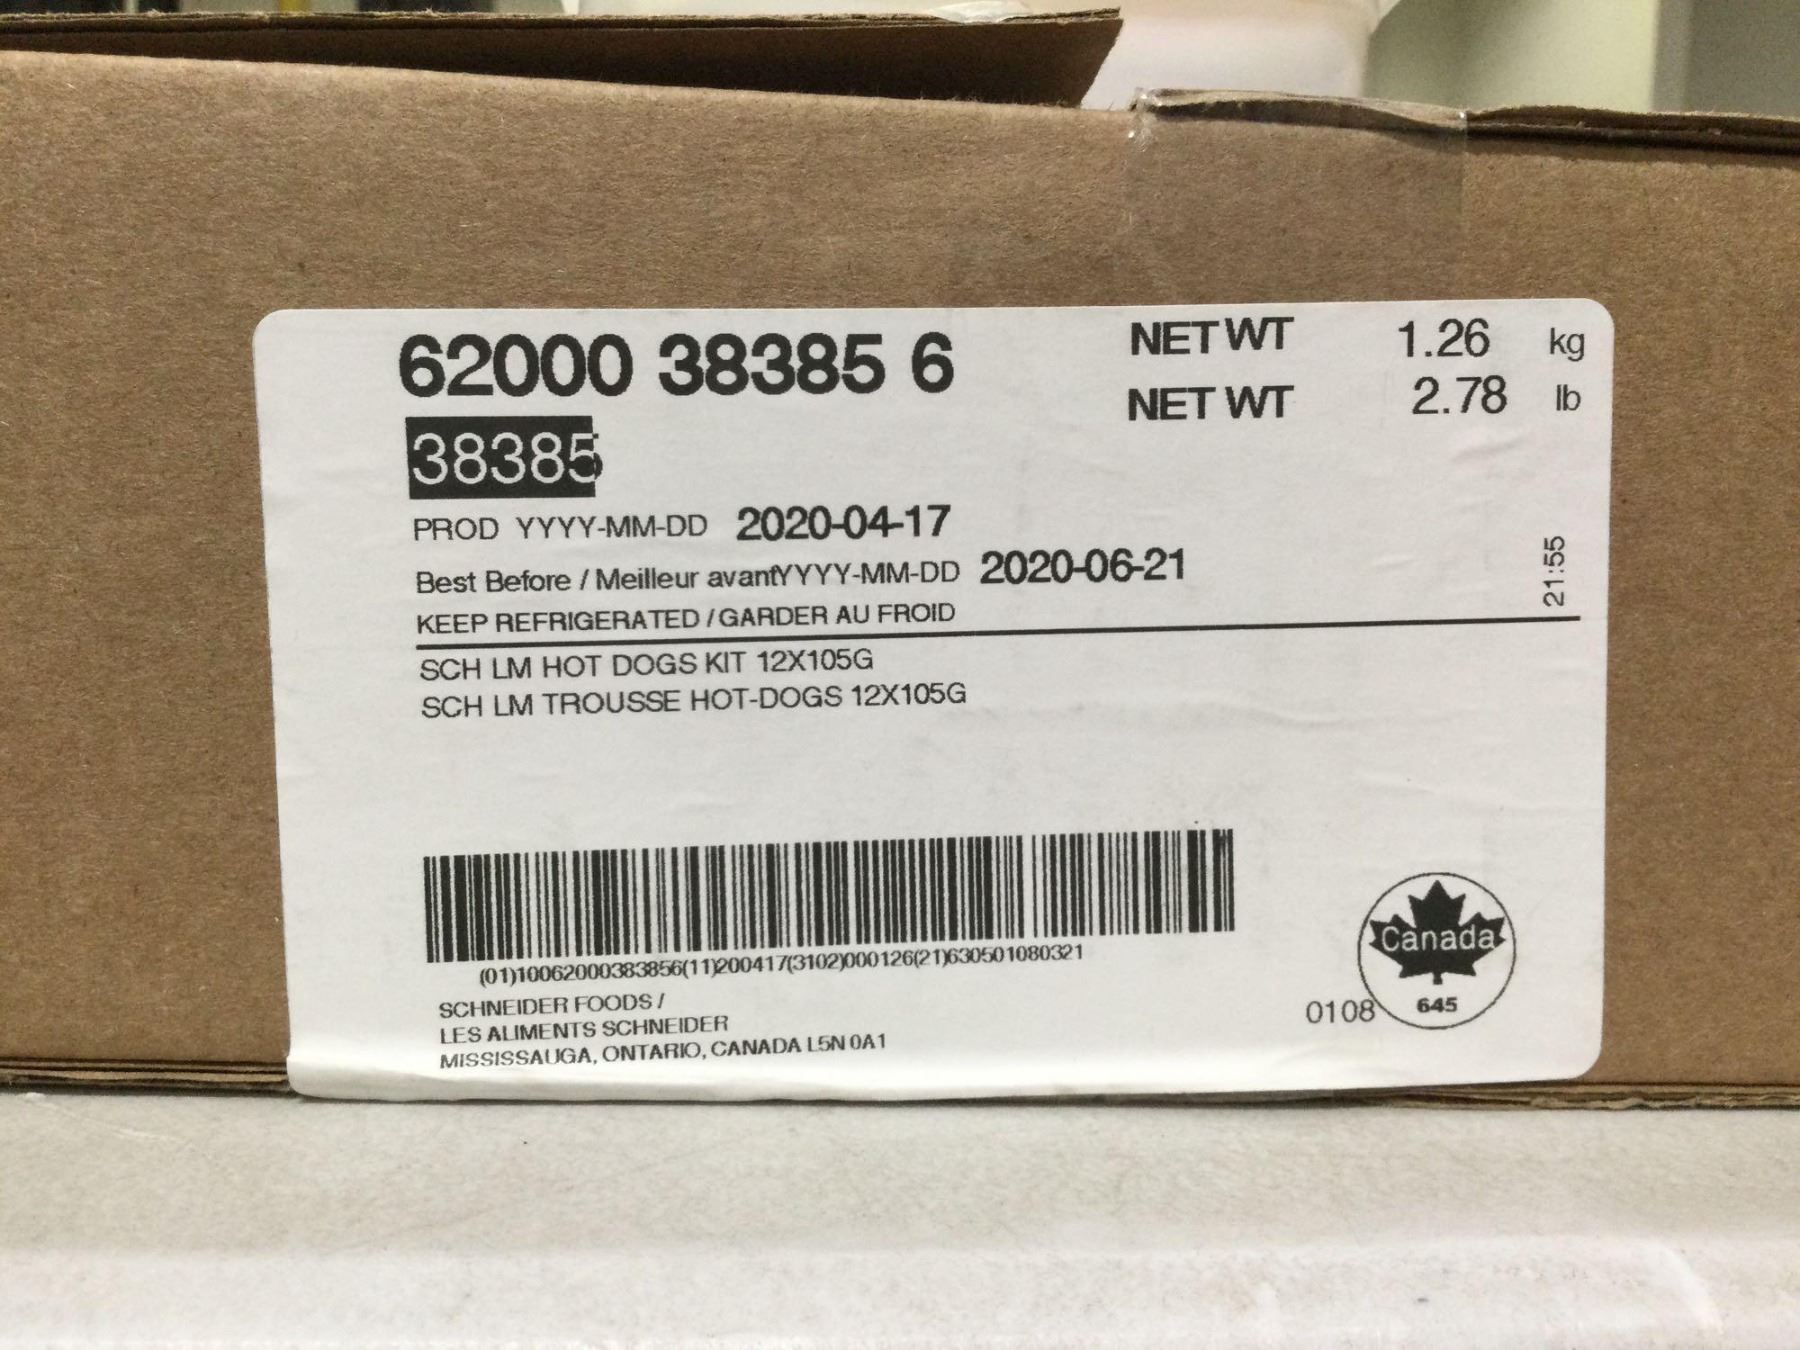 62000 38385 6
NET WT 1.26 kg
NET WT 2.78 lb
38385
PROD YYYY-MM-DD 2020-04-17
Best Before / Meilleur avantYYYY-MM-DD 2020-06-21
21:55
KEEP REFRIGERATED / GARDER AU FROID
SCH LM HOT DOGS KIT 12X105G
SCH LM TROUSSE HOT-DOGS 12X105G
(01)10062000383856(11)200417(3102)000126(21)630501080321
SCHNEIDER FOODS /
LES ALIMENTS SCHNEIDER
MISSISSAUGA, ONTARIO, CANADA L5N 0A1
Canada
0108
645